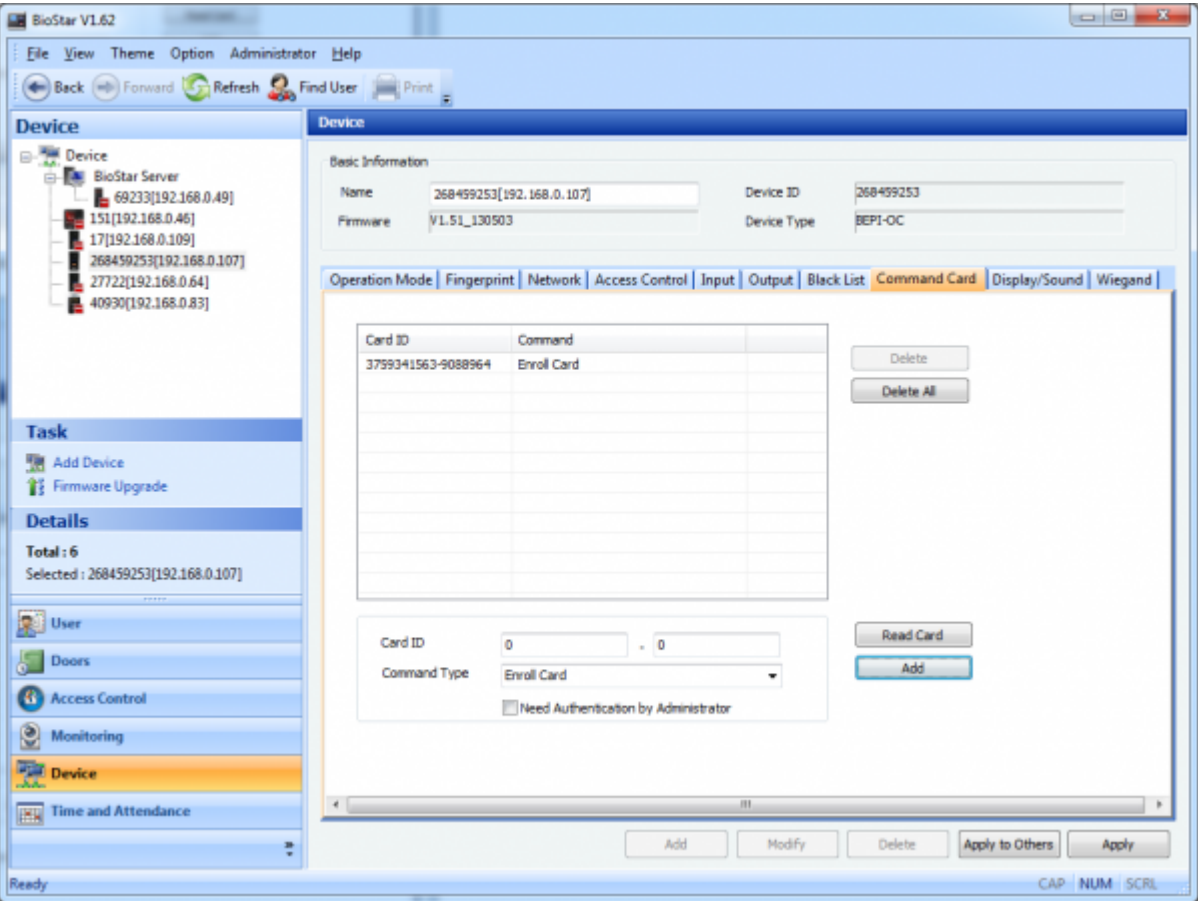 BioStar V1.62
File View Theme Option Administrator Help
Back Forward Refresh Find User Print
Device
Device
BioStar Server
69233[192.168.0.49]
151[192.168.0.46]
17[192.168.0.109]
268459253[192.168.0.107]
27722[192.168.0.64]
40930[192.168.0.83]
Task
Add Device
Firmware Upgrade
Details
Total : 6
Selected : 268459253[192.168.0.107]
User
Doors
Access Control
Monitoring
Device
Time and Attendance
Device
Basic Information
Name 268459253[192.168.0.107] Device ID 268459253
Firmware V1.51_130503 Device Type BEPI-OC
Operation Mode Fingerprint Network Access Control Input Output Black List Command Card Display/Sound Wiegand
Card ID Command
3759341563-9088964 Enroll Card
Delete
Delete All
Card ID 0 - 0 Read Card
Command Type Enroll Card Add
Need Authentication by Administrator
Add Modify Delete Apply to Others Apply
Ready CAP NUM SCRL